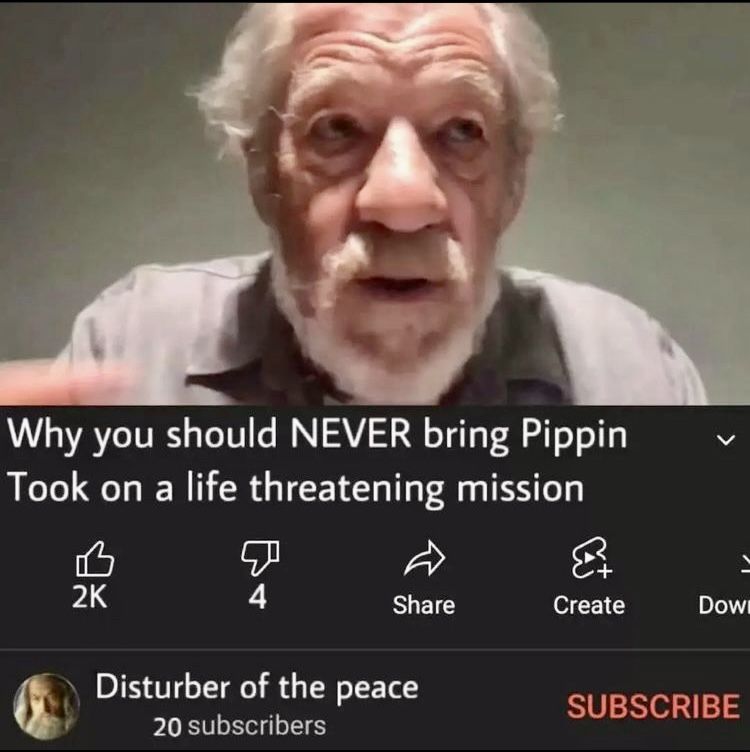 Why you should NEVER bring Pippin
Took on a life threatening mission
2K
4
Share
Create
Down
Disturber of the peace
20 subscribers
SUBSCRIBE